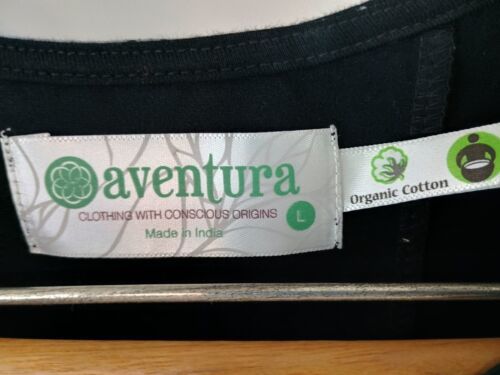 aventura
CLOTHING WITH CONSCIOUS ORIGINS
L
Made in India
Organic Cotton